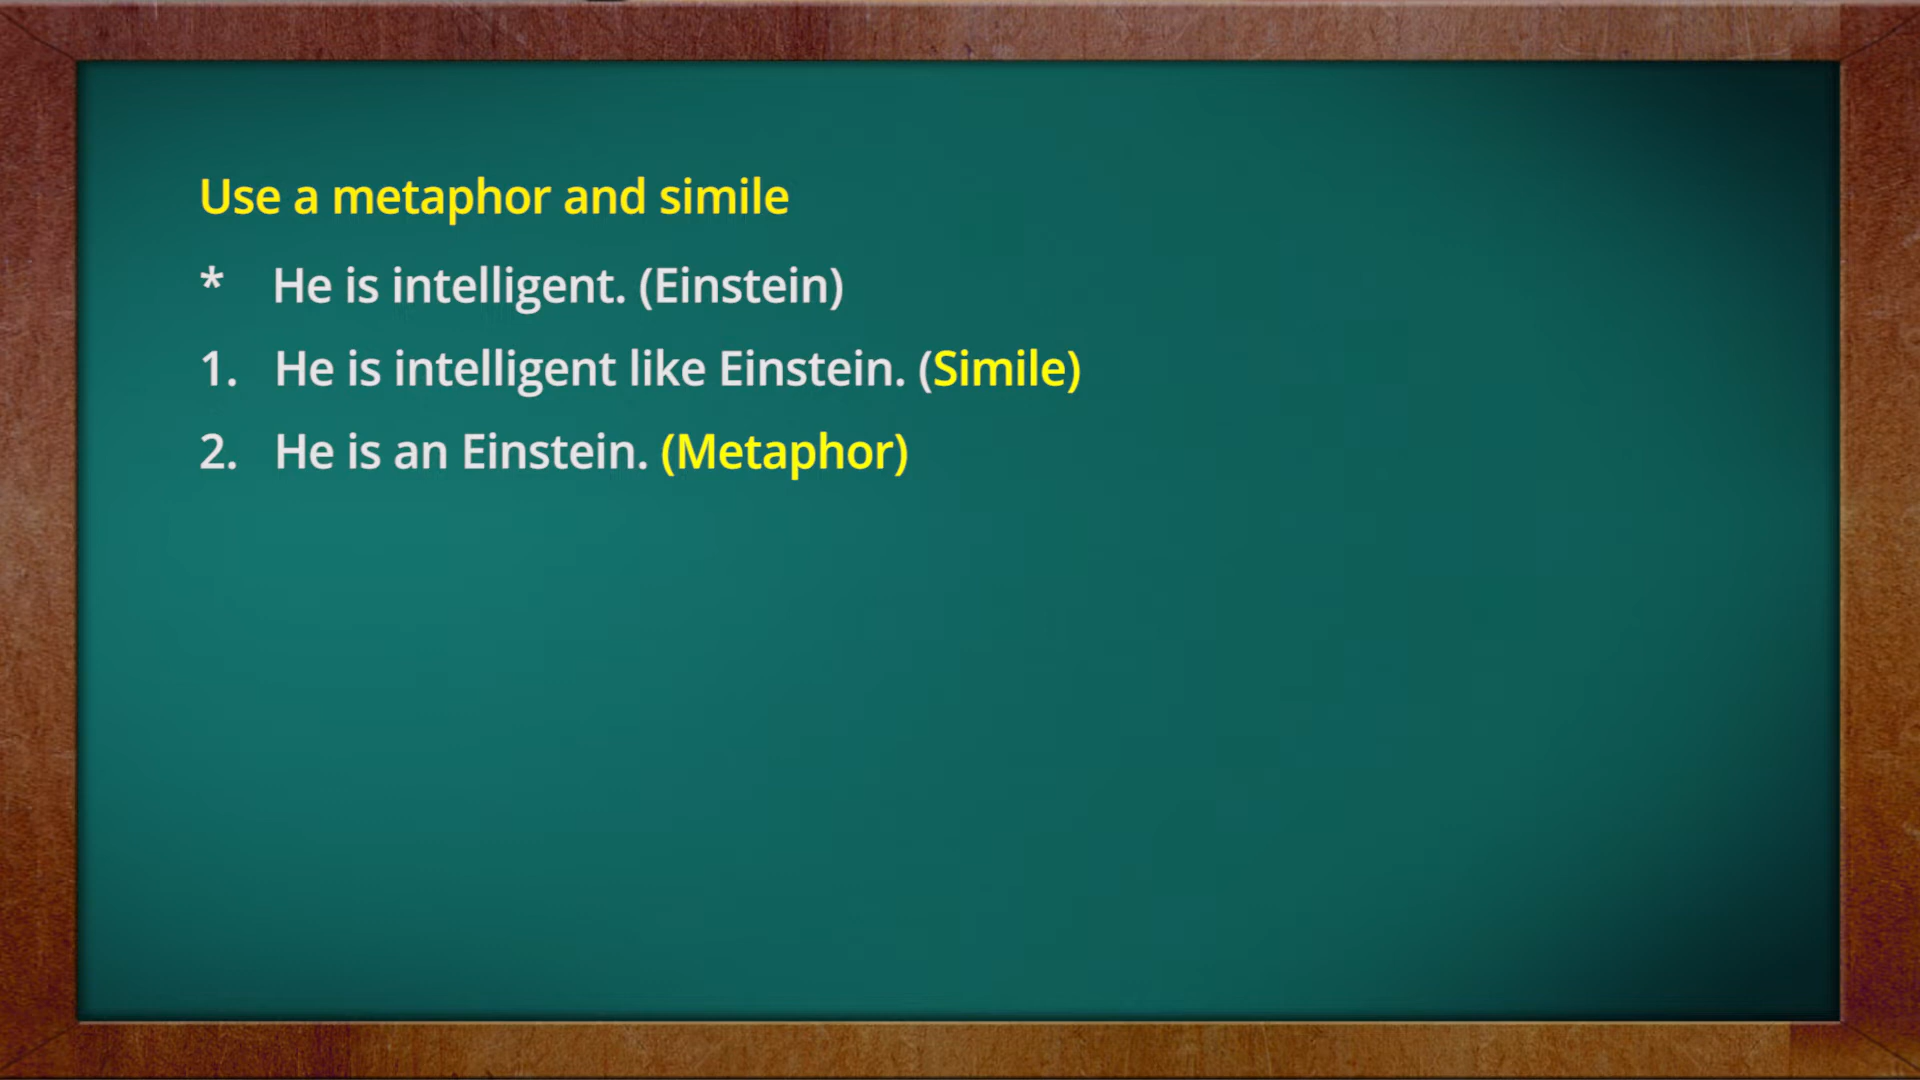 Use a metaphor and simile
* He is intelligent. (Einstein)
1. He is intelligent like Einstein. (Simile)
2. He is an Einstein. (Metaphor)